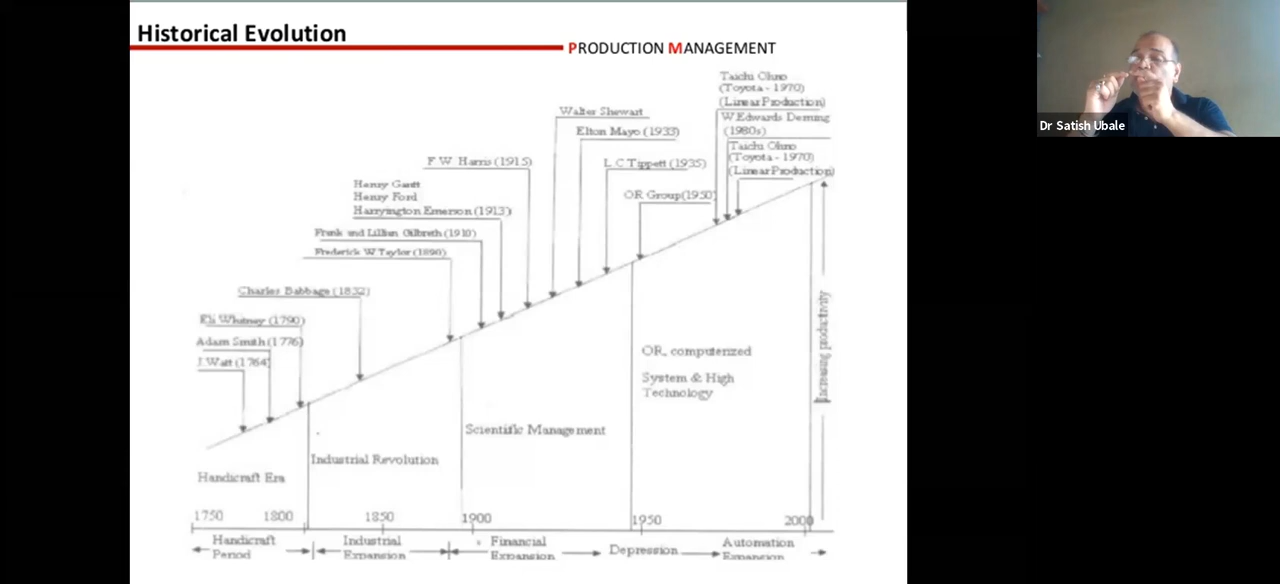 Historical Evolution
PRODUCTION MANAGEMENT
Taichi Ohno
(Toyota - 1970)
(Linear Production)
W.Edwards Deming
(1980s)
Taichi Ohno
(Toyota - 1970)
(Linear Production)
Walter Shewart
Elton Mayo (1933)
F.W. Harris (1915)
L.C Tippett (1935)
OR Group(1950)
Henry Gantt
Henry Ford
Harryington Emerson (1913)
Frank and Lillian Gilbreth (1910)
Frederick W.Taylor (1890)
Charles Babbage (1832)
Eli Whitney (1790)
Adam Smith (1776)
J.Watt (1764)
Increasing productivity
OR, computerized
System & High
Technology
Scientific Management
Industrial Revolution
Handicraft Era
1750 1800 1850 1900 1950 2000
Handicraft
Period
Industrial
Expansion
Financial
Expansion
Depression
Automation
Expansion
Dr Satish Ubale